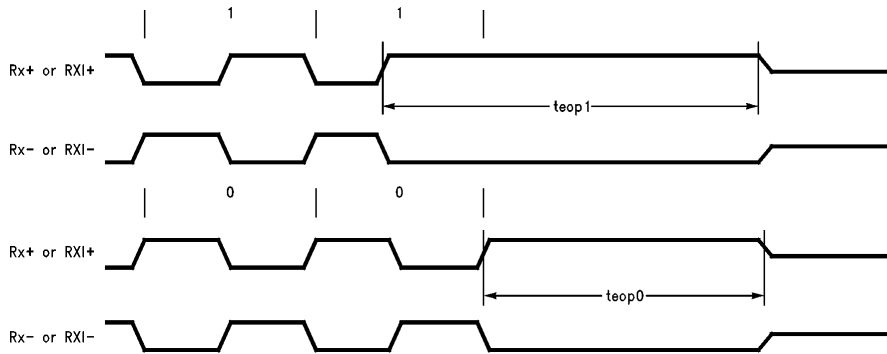 1 1
Rx+ or RXI+
teop1
Rx- or RXI-
0 0
Rx+ or RXI+
teop0
Rx- or RXI-